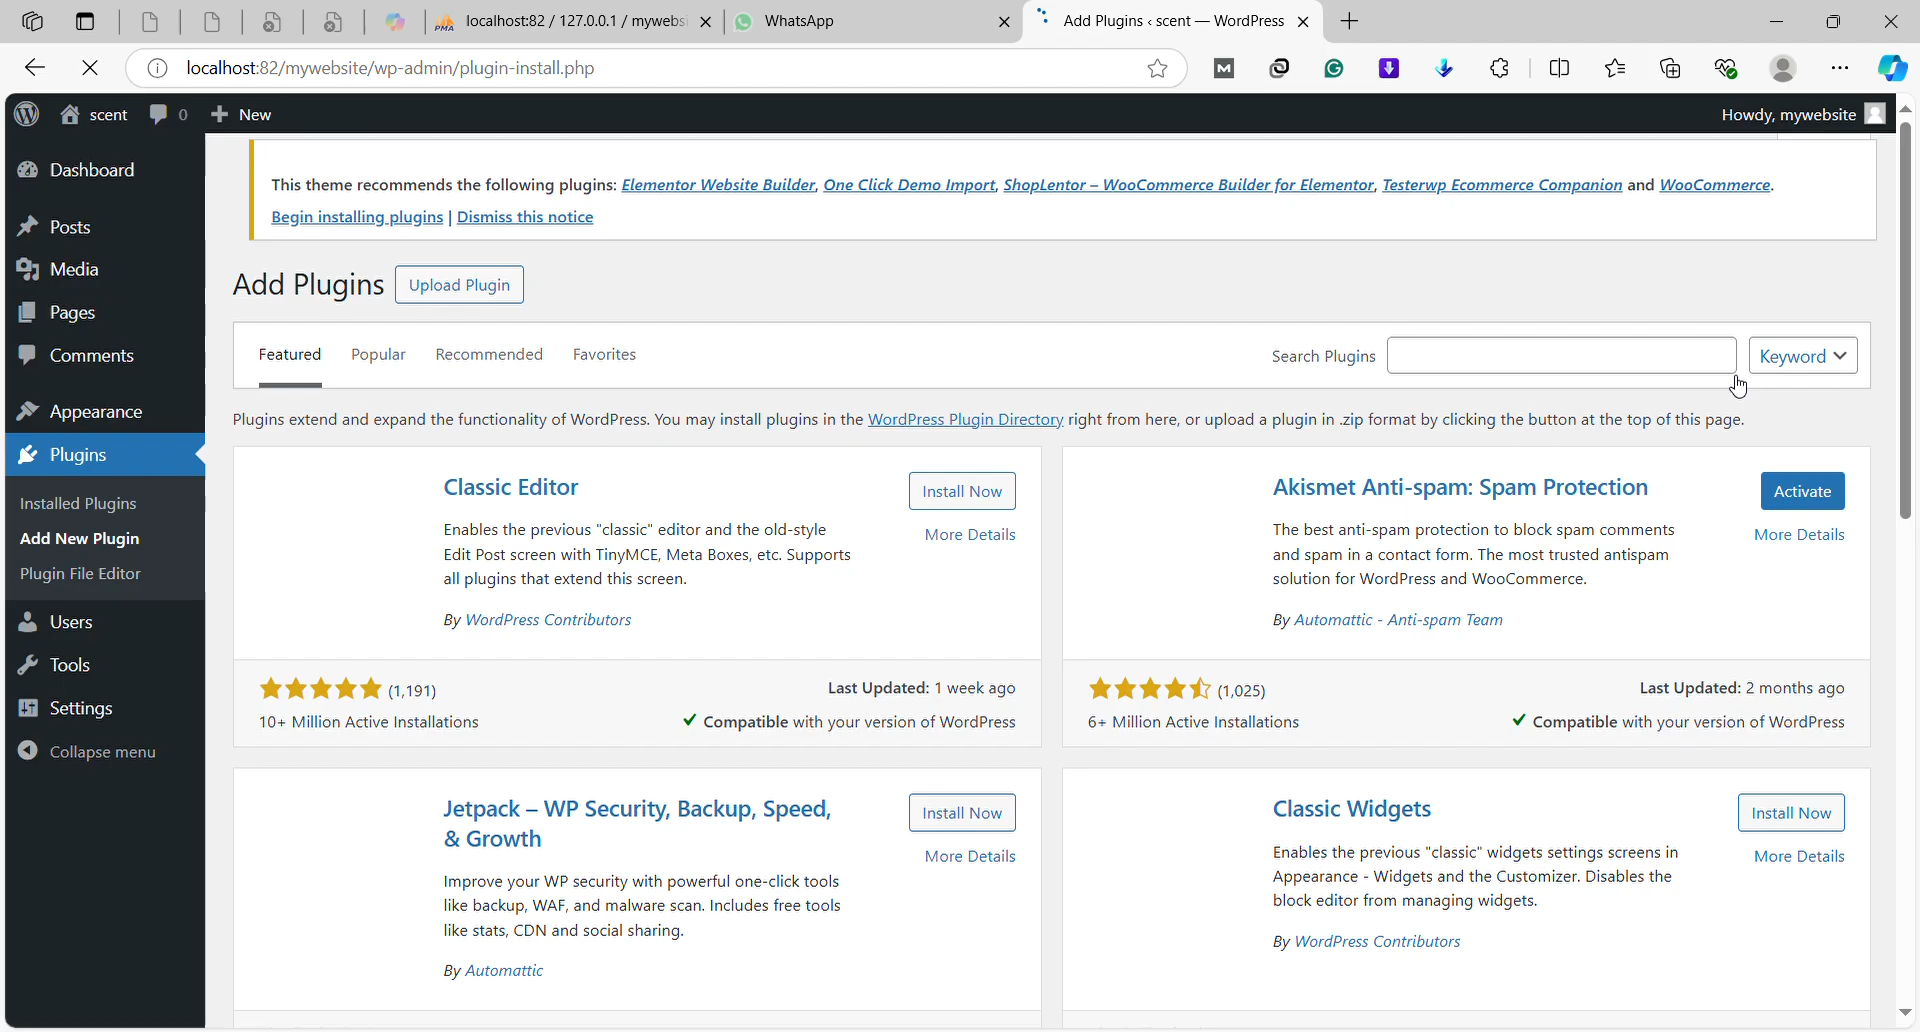 PMA localhost:82 / 127.0.0.1 / mywebsi
WhatsApp
Add Plugins ‹ scent — WordPress
localhost:82/mywebsite/wp-admin/plugin-install.php
scent
0
New
Howdy, mywebsite
Dashboard
Posts
Media
Pages
Comments
Appearance
Plugins
Installed Plugins
Add New Plugin
Plugin File Editor
Users
Tools
Settings
Collapse menu
This theme recommends the following plugins: Elementor Website Builder, One Click Demo Import, ShopLentor – WooCommerce Builder for Elementor, Testerwp Ecommerce Companion and WooCommerce.
Begin installing plugins | Dismiss this notice
Add Plugins
Upload Plugin
Featured
Popular
Recommended
Favorites
Search Plugins
Keyword
Plugins extend and expand the functionality of WordPress. You may install plugins in the WordPress Plugin Directory right from here, or upload a plugin in .zip format by clicking the button at the top of this page.
Classic Editor
Install Now
More Details
Enables the previous "classic" editor and the old-style
Edit Post screen with TinyMCE, Meta Boxes, etc. Supports
all plugins that extend this screen.
By WordPress Contributors
(1,191)
Last Updated: 1 week ago
10+ Million Active Installations
Compatible with your version of WordPress
Akismet Anti-spam: Spam Protection
Activate
More Details
The best anti-spam protection to block spam comments
and spam in a contact form. The most trusted antispam
solution for WordPress and WooCommerce.
By Automattic - Anti-spam Team
(1,025)
Last Updated: 2 months ago
6+ Million Active Installations
Compatible with your version of WordPress
Jetpack – WP Security, Backup, Speed,
& Growth
Install Now
More Details
Improve your WP security with powerful one-click tools
like backup, WAF, and malware scan. Includes free tools
like stats, CDN and social sharing.
By Automattic
Classic Widgets
Install Now
More Details
Enables the previous "classic" widgets settings screens in
Appearance - Widgets and the Customizer. Disables the
block editor from managing widgets.
By WordPress Contributors